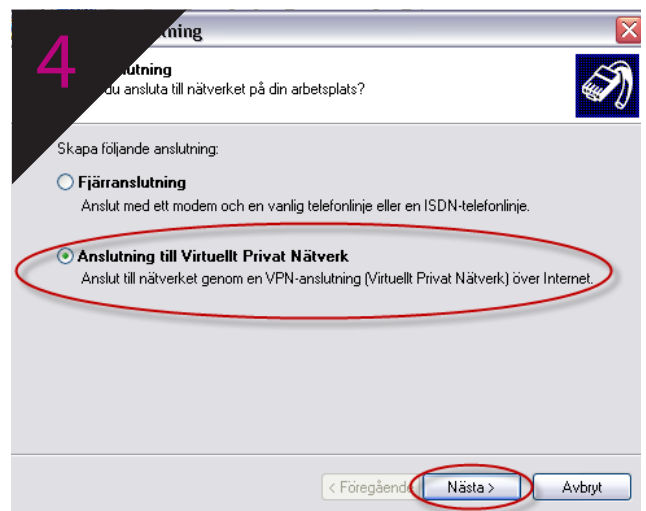 4
utning
du ansluta till nätverket på din arbetsplats?
Skapa följande anslutning:
Fjärranslutning
Anslut med ett modem och en vanlig telefonlinje eller en ISDN-telefonlinje.
Anslutning till Virtuellt Privat Nätverk
Anslut till nätverket genom en VPN-anslutning (Virtuellt Privat Nätverk) över Internet.
< Föregående
Nästa >
Avbryt